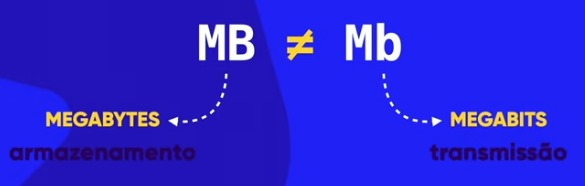 MB ≠ Mb
MEGABYTES MEGABITS
armazenamento transmissão